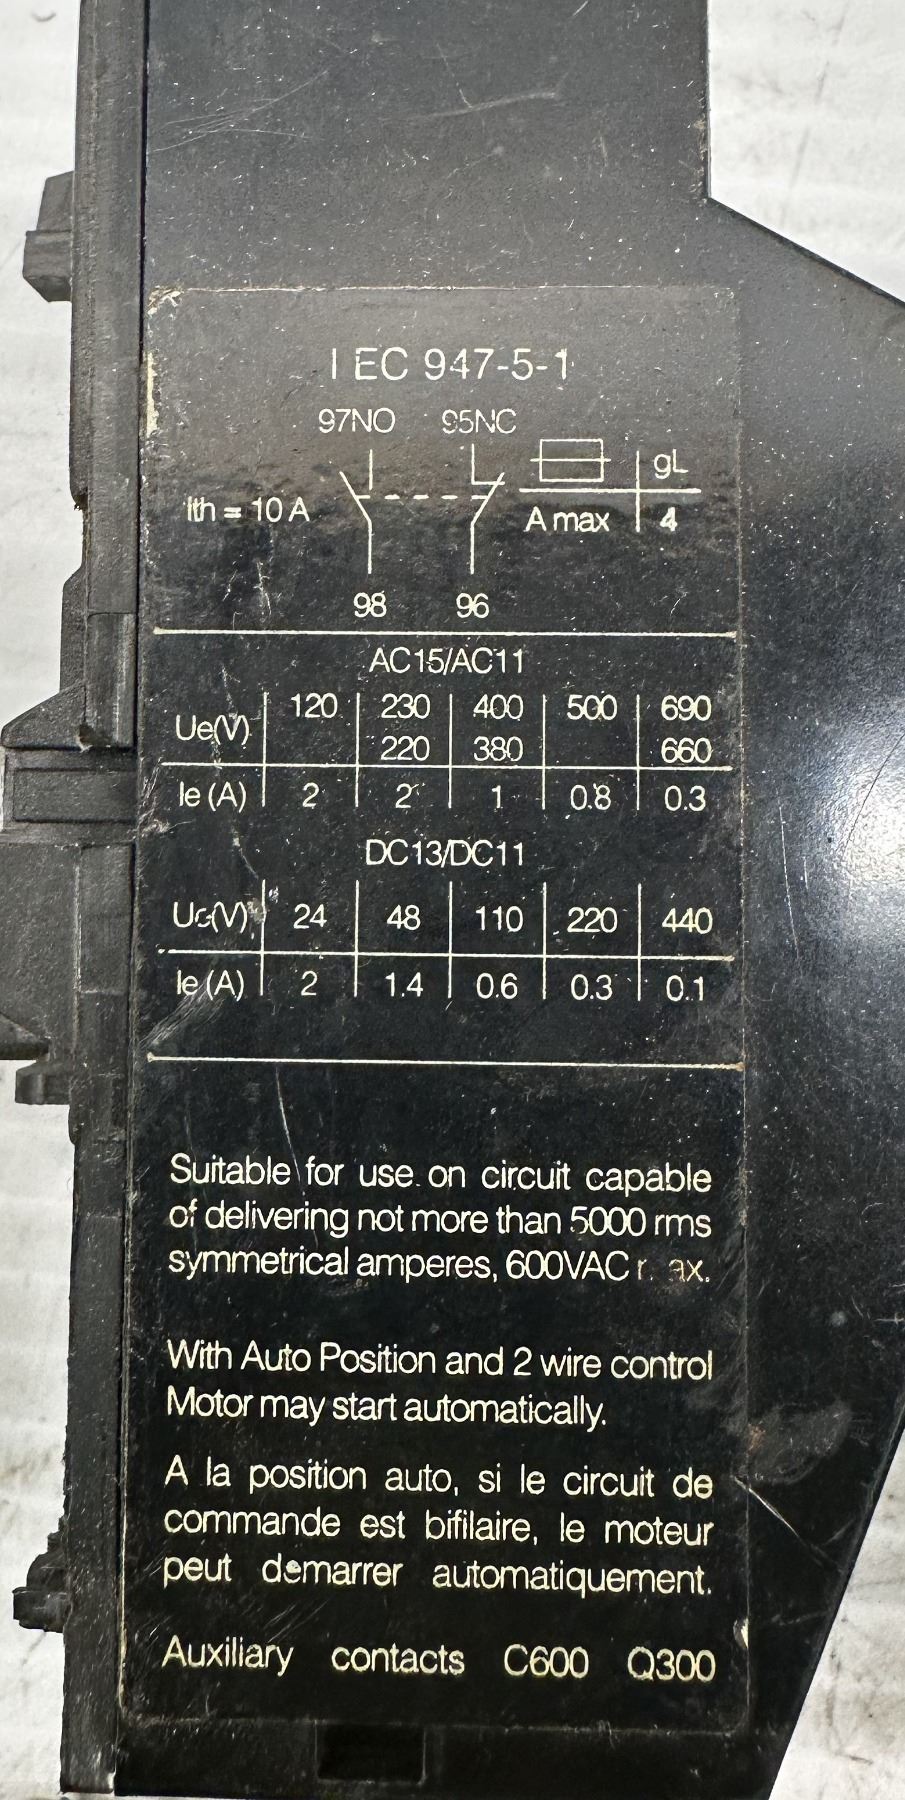 IEC 947-5-1
97NO 95NC
gL
Ith = 10 A
A max 4
98 96
AC15/AC11
Ue(V) 120 230 400 500 690
220 380 660
Ie (A) 2 2 1 0.8 0.3
DC13/DC11
Ue(V) 24 48 110 220 440
Ie (A) 2 1.4 0.6 0.3 0.1
Suitable for use on circuit capable
of delivering not more than 5000 rms
symmetrical amperes, 600VAC max.
With Auto Position and 2 wire control
Motor may start automatically.
A la position auto, si le circuit de
commande est bifilaire, le moteur
peut demarrer automatiquement.
Auxiliary contacts C600 Q300